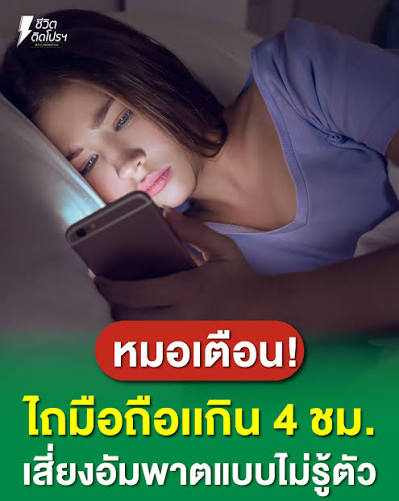 ชีวิต
ติดโปรฯ
หมอเตือน!
ไถมือถือแกิน 4 ชม.
เสี่ยงอัมพาตแบบไม่รู้ตัว